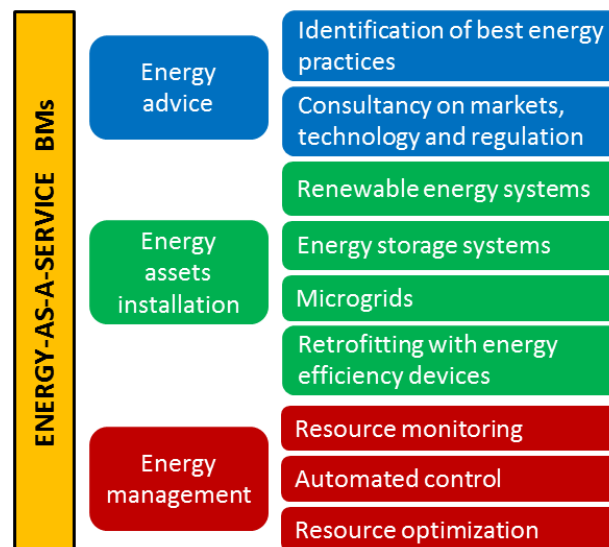 ENERGY-AS-A-SERVICE BMs
Energy
advice
Identification of best energy
practices
Consultancy on markets,
technology and regulation
Energy
assets
installation
Renewable energy systems
Energy storage systems
Microgrids
Retrofitting with energy
efficiency devices
Energy
management
Resource monitoring
Automated control
Resource optimization